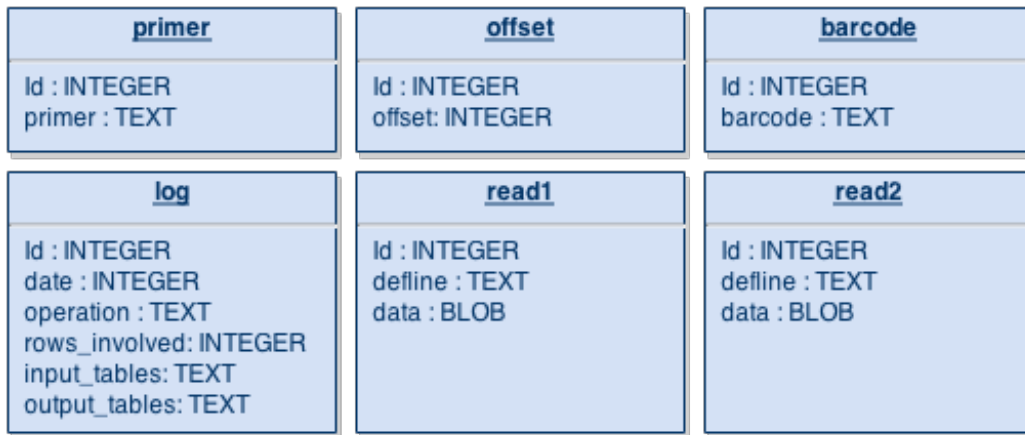 primer
Id : INTEGER
primer : TEXT
offset
Id : INTEGER
offset: INTEGER
barcode
Id : INTEGER
barcode : TEXT
log
Id : INTEGER
date : INTEGER
operation : TEXT
rows_involved: INTEGER
input_tables: TEXT
output_tables: TEXT
read1
Id : INTEGER
defline : TEXT
data : BLOB
read2
Id : INTEGER
defline : TEXT
data : BLOB